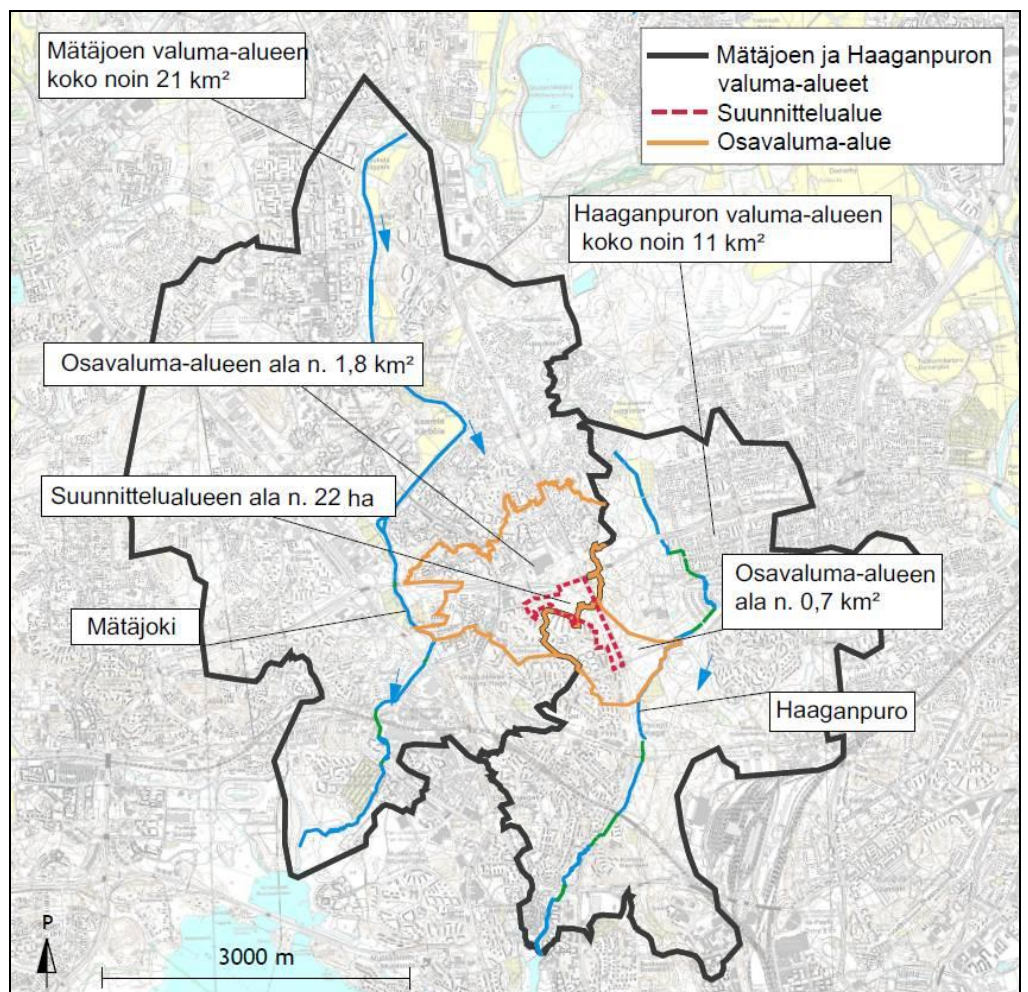 Mätäjoen valuma-alueen
koko noin 21 km²
Mätäjoen ja Haaganpuron
valuma-alueet
Suunnittelualue
Osavaluma-alue
Haaganpuron valuma-alueen
koko noin 11 km²
Osavaluma-alueen ala n. 1,8 km²
Suunnittelualueen ala n. 22 ha
Osavaluma-alueen
ala n. 0,7 km²
Mätäjoki
Haaganpuro
P
3000 m